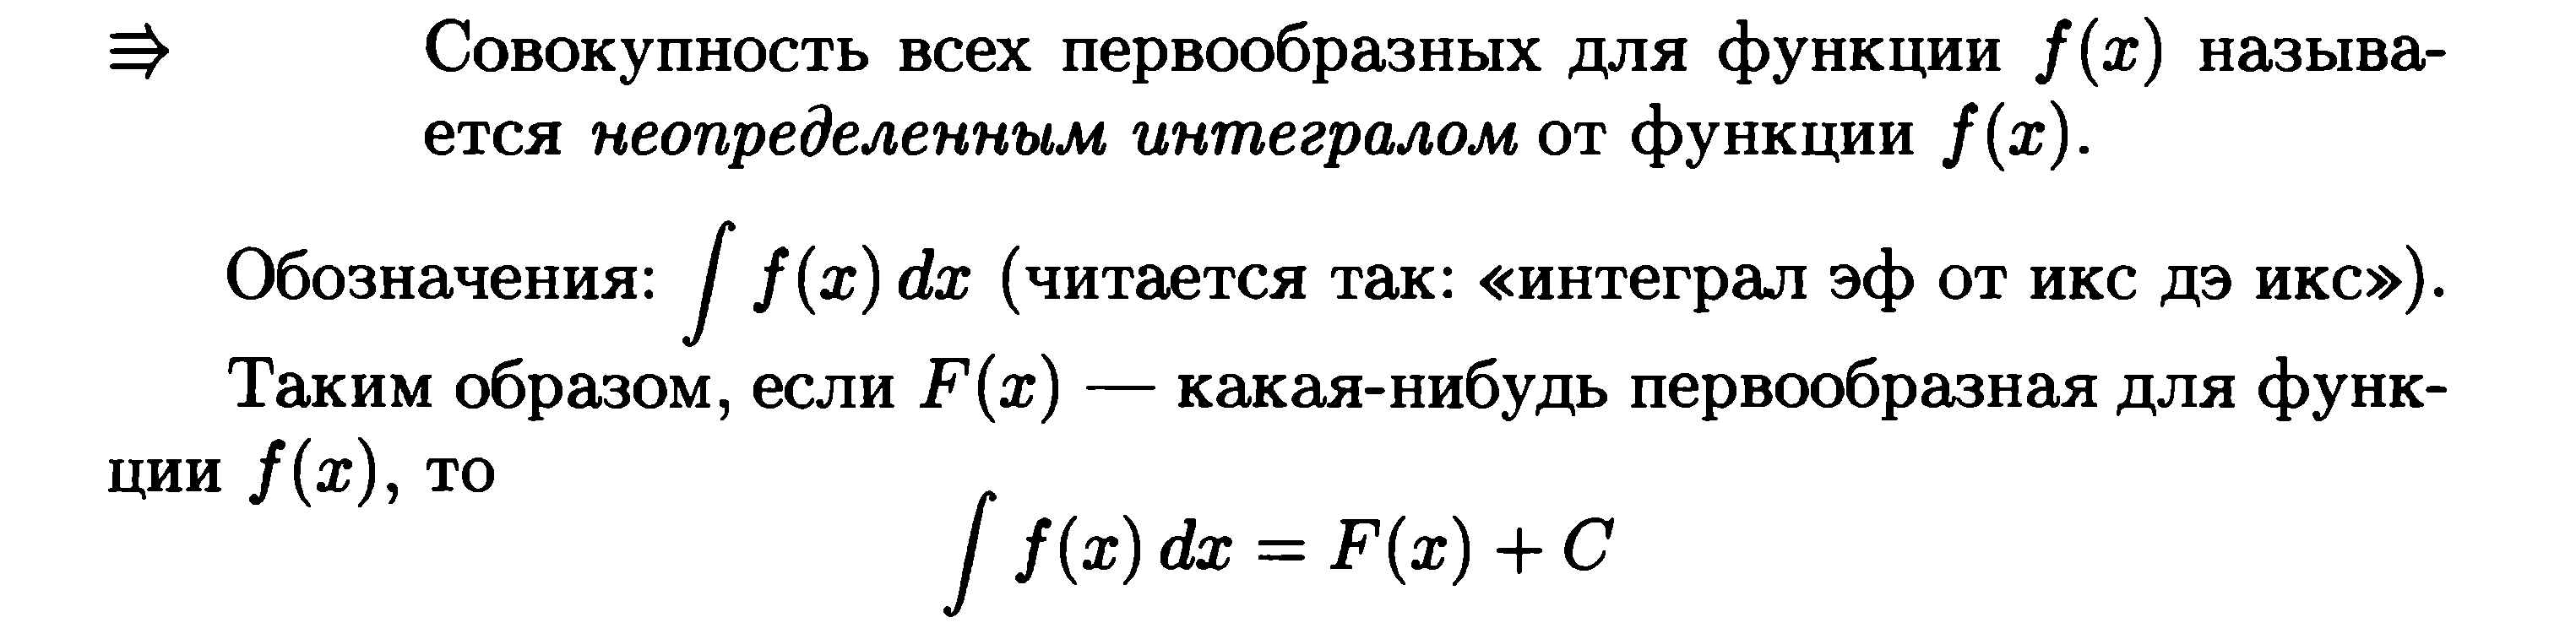 ⇛ Совокупность всех первообразных для функции f(x) называ-
ется неопределенным интегралом от функции f(x).
Обозначения: ∫ f(x) dx (читается так: «интеграл эф от икс дэ икс»).
Таким образом, если F(x) — какая-нибудь первообразная для функ-
ции f(x), то
∫ f(x) dx = F(x) + C